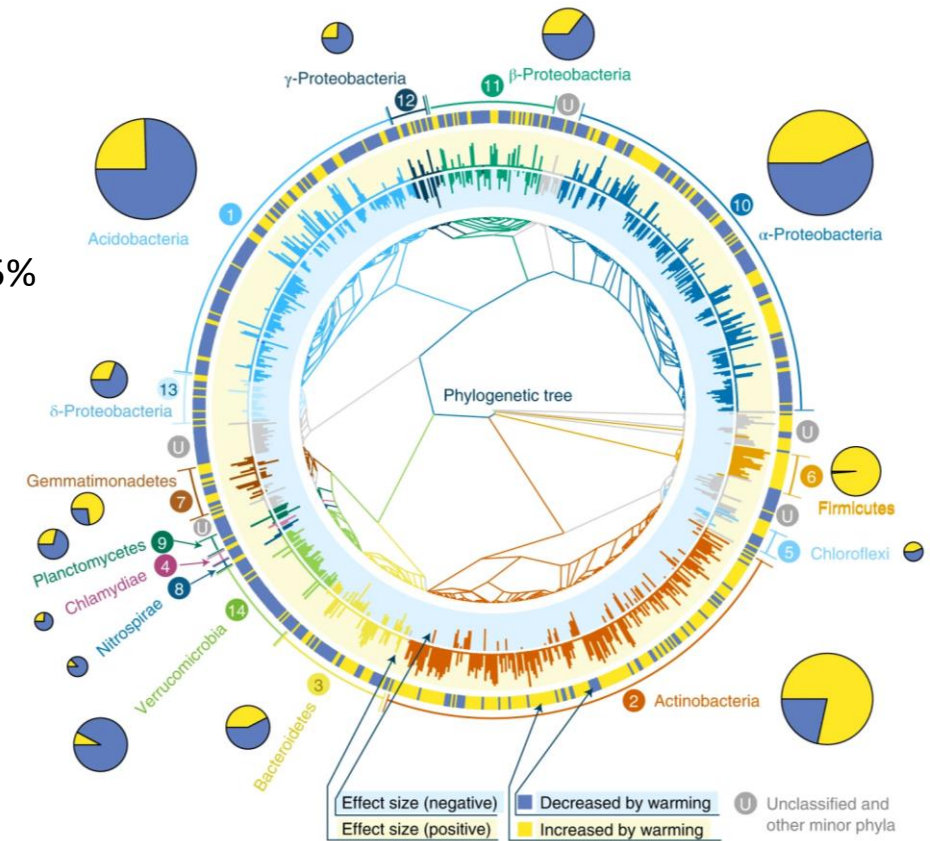 γ-Proteobacteria
β-Proteobacteria
11
12
U
Acidobacteria
1
10
α-Proteobacteria
5%
Phylogenetic tree
13
δ-Proteobacteria
U
U
Gemmatimonadetes
7
6
Firmicutes
U
U
5
Chloroflexi
Planctomycetes
9
Chlamydiae
4
Nitrospirae
8
Verrucomicrobia
14
Bacteroidetes
3
2
Actinobacteria
Effect size (negative)
Effect size (positive)
Decreased by warming
Increased by warming
U
Unclassified and
other minor phyla